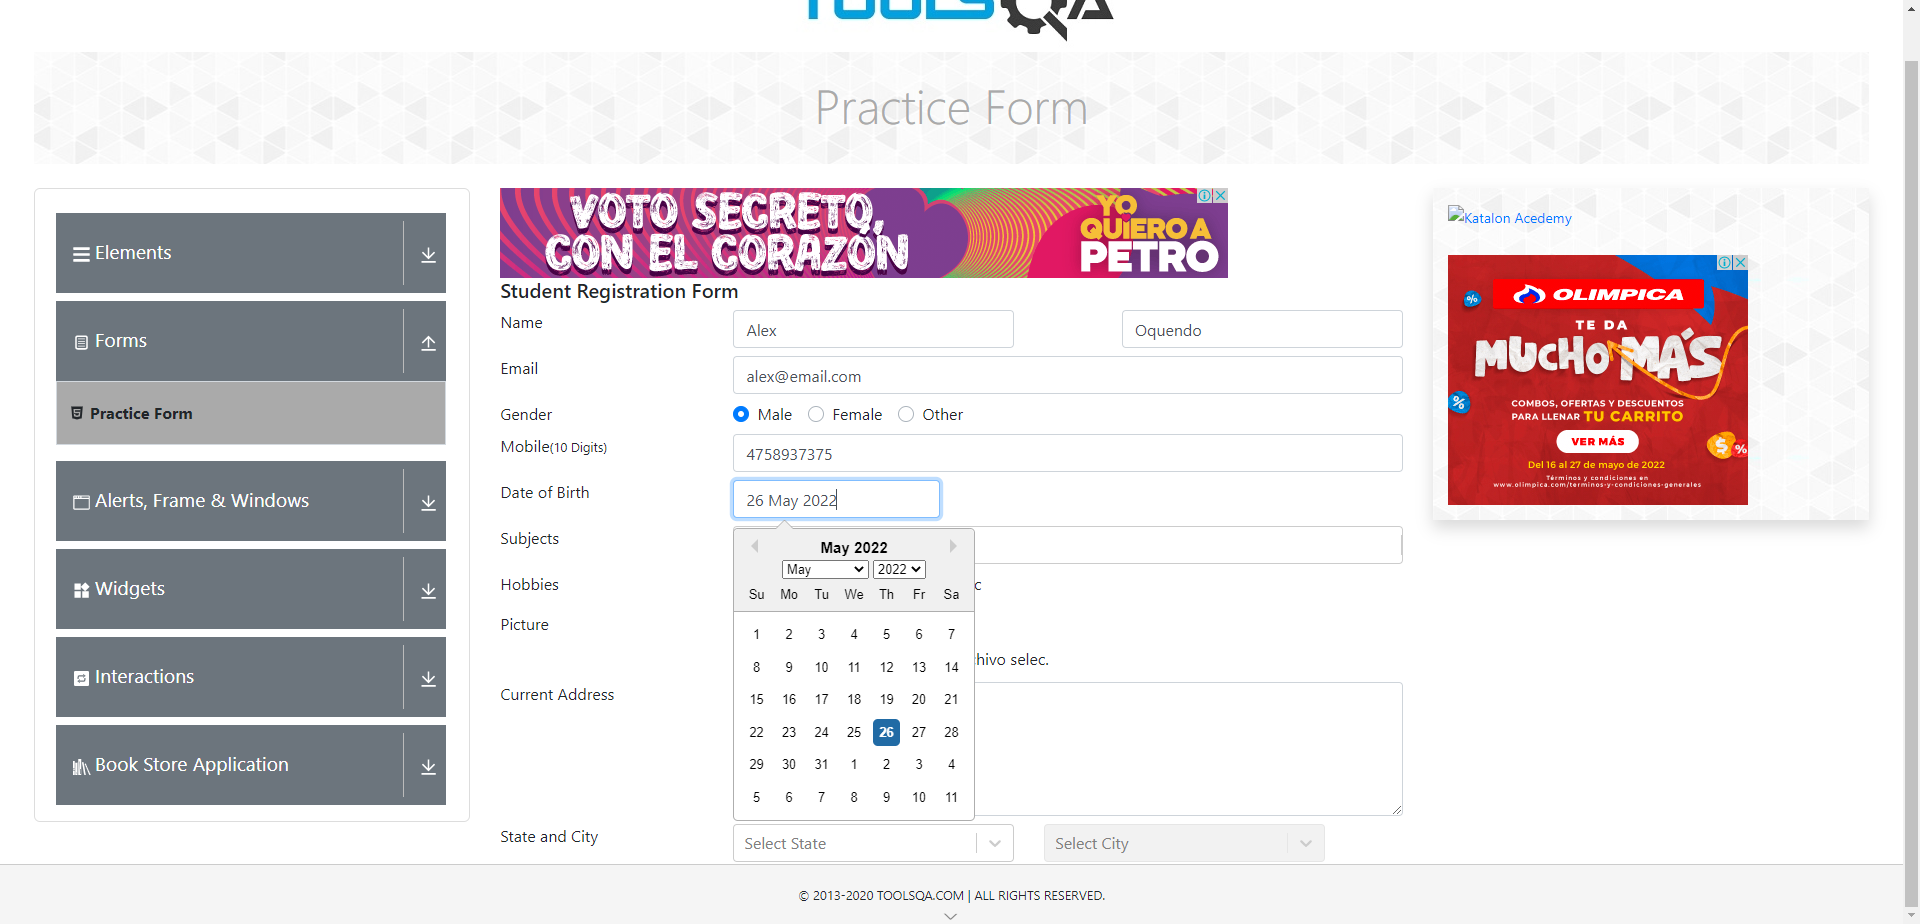 TOOLSQA
Practice Form
Elements
Forms
Practice Form
Alerts, Frame & Windows
Widgets
Interactions
Book Store Application
VOTO SECRETO,
CON EL CORAZÓN
YO
QUIERO A
PETRO
Student Registration Form
Name
Alex
Oquendo
Email
alex@email.com
Gender
Male
Female
Other
Mobile(10 Digits)
4758937375
Date of Birth
26 May 2022
Subjects
Hobbies
c
Picture
hivo selec.
Current Address
May 2022
May
2022
Su Mo Tu We Th Fr Sa
1 2 3 4 5 6 7
8 9 10 11 12 13 14
15 16 17 18 19 20 21
22 23 24 25 26 27 28
29 30 31 1 2 3 4
5 6 7 8 9 10 11
State and City
Select State
Select City
Katalon Acedemy
OLIMPICA
TE DA
MUCHO MÁS
COMBOS, OFERTAS Y DESCUENTOS
PARA LLENAR TU CARRITO
VER MÁS
Del 16 al 27 de mayo de 2022
Términos y condiciones en
www.olimpica.com/terminos-y-condiciones-generales
%
%
$
%
© 2013-2020 TOOLSQA.COM | ALL RIGHTS RESERVED.